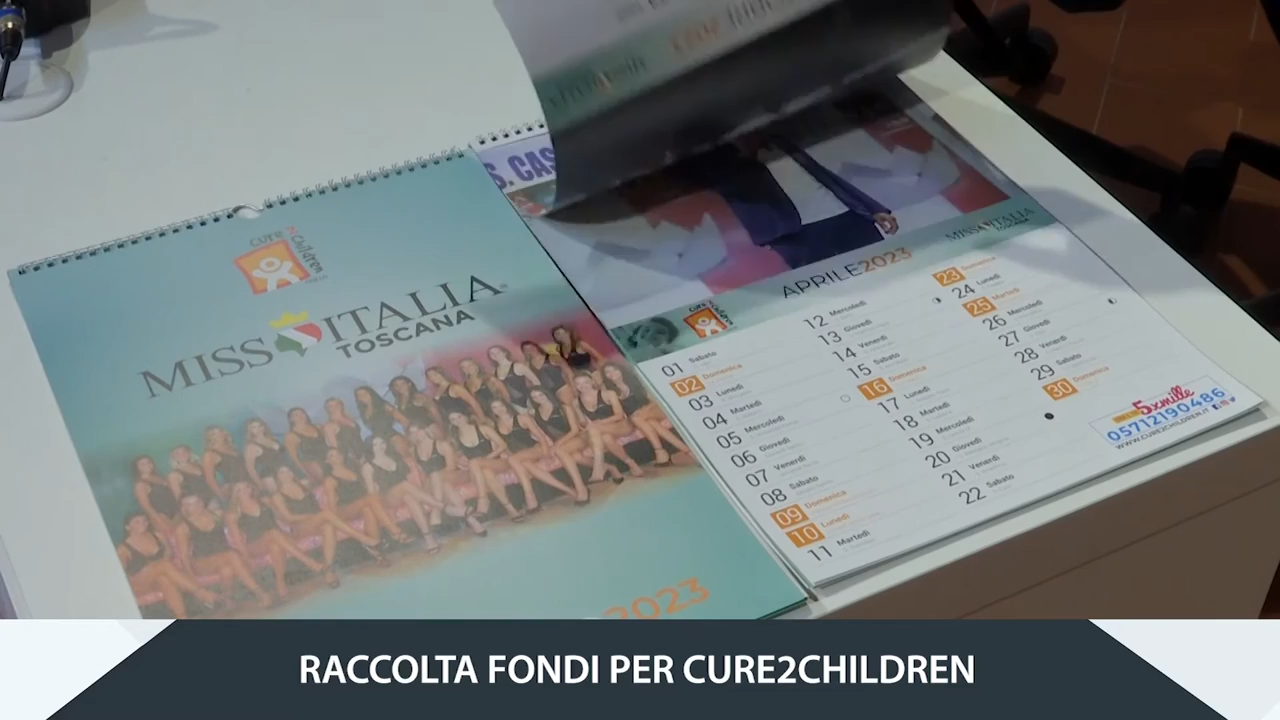 S. CAS
Cure2Children
MISS ITALIA
TOSCANA
2023
MISS ITALIA
TOSCANA
APRILE2023
01 Sabato
02 Domenica
03 Lunedì
04 Martedì
05 Mercoledì
06 Giovedì
07 Venerdì
08 Sabato
09 Domenica
10 Lunedì
11 Martedì
12 Mercoledì
13 Giovedì
14 Venerdì
15 Sabato
16 Domenica
17 Lunedì
18 Martedì
19 Mercoledì
20 Giovedì
21 Venerdì
22 Sabato
23 Domenica
24 Lunedì
25 Martedì
26 Mercoledì
27 Giovedì
28 Venerdì
29 Sabato
30 Domenica
5xmille
05712190486
WWW.CURE2CHILDREN.IT
RACCOLTA FONDI PER CURE2CHILDREN